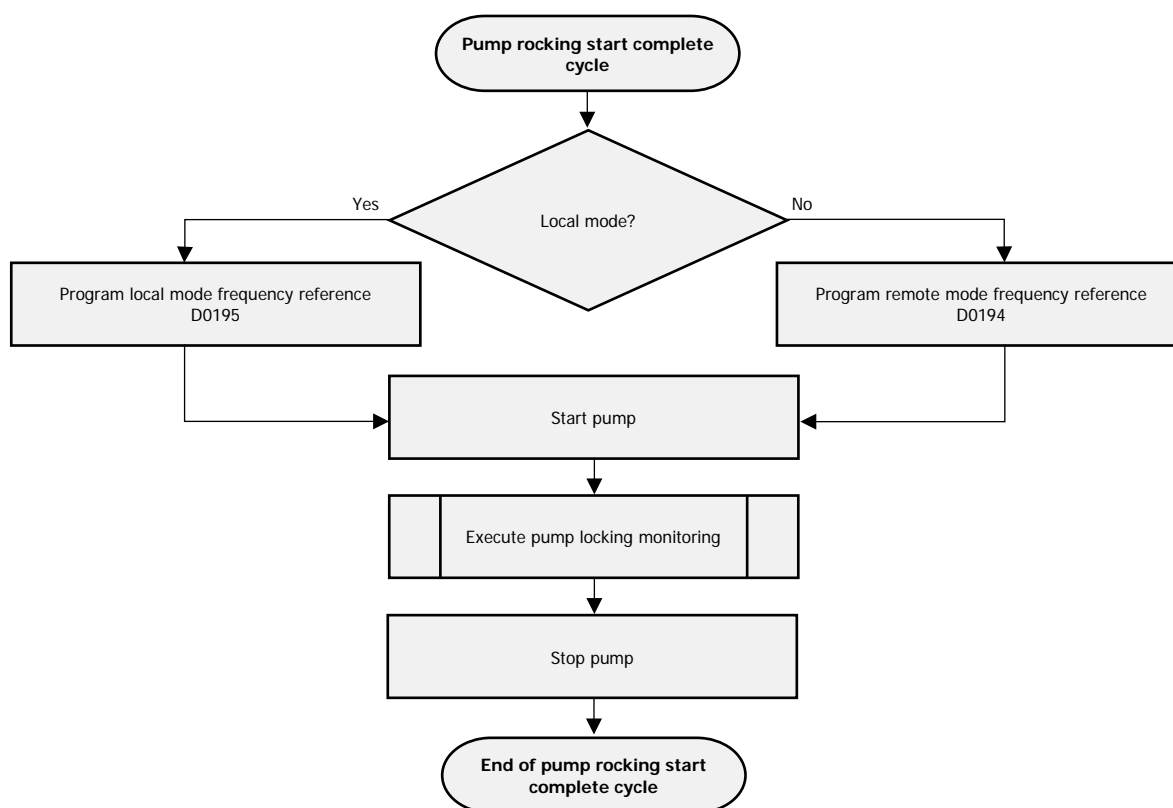 Pump rocking start complete
cycle
Yes
Local mode?
No
Program local mode frequency reference
D0195
Program remote mode frequency reference
D0194
Start pump
Execute pump locking monitoring
Stop pump
End of pump rocking start
complete cycle